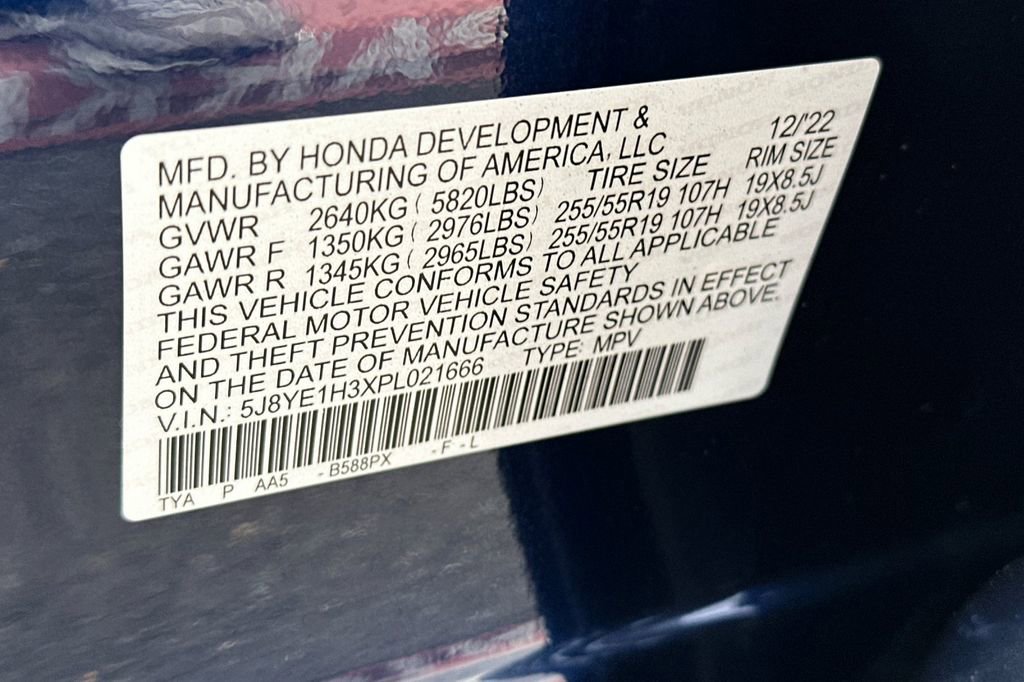 MFD. BY HONDA DEVELOPMENT &
MANUFACTURING OF AMERICA, LLC 12/'22
GVWR 2640KG ( 5820LBS) TIRE SIZE RIM SIZE
GAWR F 1350KG ( 2976LBS) 255/55R19 107H 19X8.5J
GAWR R 1345KG ( 2965LBS) 255/55R19 107H 19X8.5J
THIS VEHICLE CONFORMS TO ALL APPLICABLE
FEDERAL MOTOR VEHICLE SAFETY
AND THEFT PREVENTION STANDARDS IN EFFECT
ON THE DATE OF MANUFACTURE SHOWN ABOVE.
V.I.N.: 5J8YE1H3XPL021666 TYPE: MPV
TYA P AA5 -B588PX -F -L